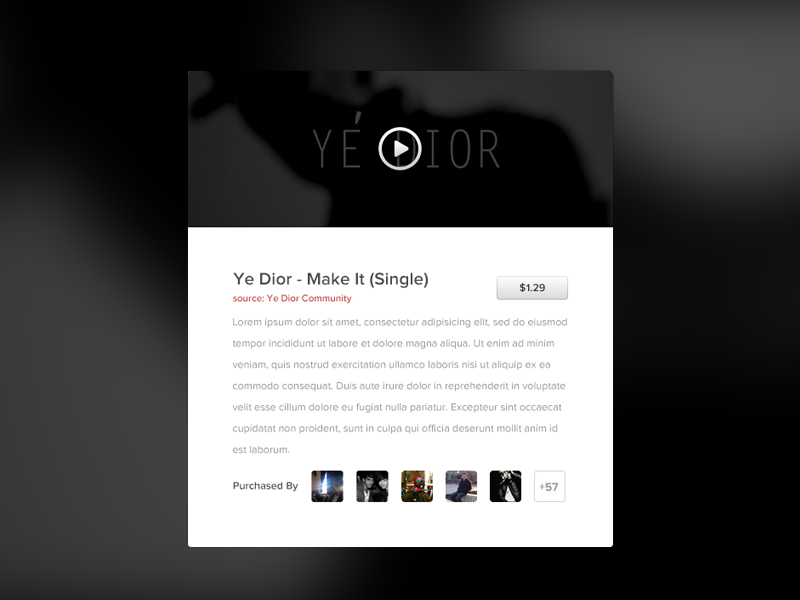 YÉ DIOR
Ye Dior - Make It (Single)
$1.29
source: Ye Dior Community
Lorem ipsum dolor sit amet, consectetur adipisicing elit, sed do eiusmod
tempor incididunt ut labore et dolore magna aliqua. Ut enim ad minim
veniam, quis nostrud exercitation ullamco laboris nisi ut aliquip ex ea
commodo consequat. Duis aute irure dolor in reprehenderit in voluptate
velit esse cillum dolore eu fugiat nulla pariatur. Excepteur sint occaecat
cupidatat non proident, sunt in culpa qui officia deserunt mollit anim id
est laborum.
Purchased By
+57